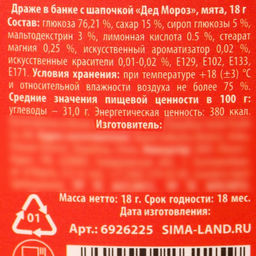 Драже в банке с шапочкой «Дед Мороз», мята, 18 г
Состав: глюкоза 76,21 %, сахар 15 %, сироп глюкозы 5 %,
мальтодекстрин 3 %, лимонная кислота 0.5 %, стеарат
магния 0,25 %, искусственный ароматизатор 0,02 %,
искусственные красители 0,01-0,02 %, E129, E102, E133,
E171. Условия хранения: при температуре +18 (±3) °C
и относительной влажности воздуха не более 75 %.
Средние значения пищевой ценности в 100 г:
углеводы – 31,0 г. Энергетическая ценность: 380 ккал.
Изготовитель:
Масса нетто: 18 г. Срок годности: 18 мес.
Дата изготовления:
01
Арт.: 6926225 SIMA-LAND.RU